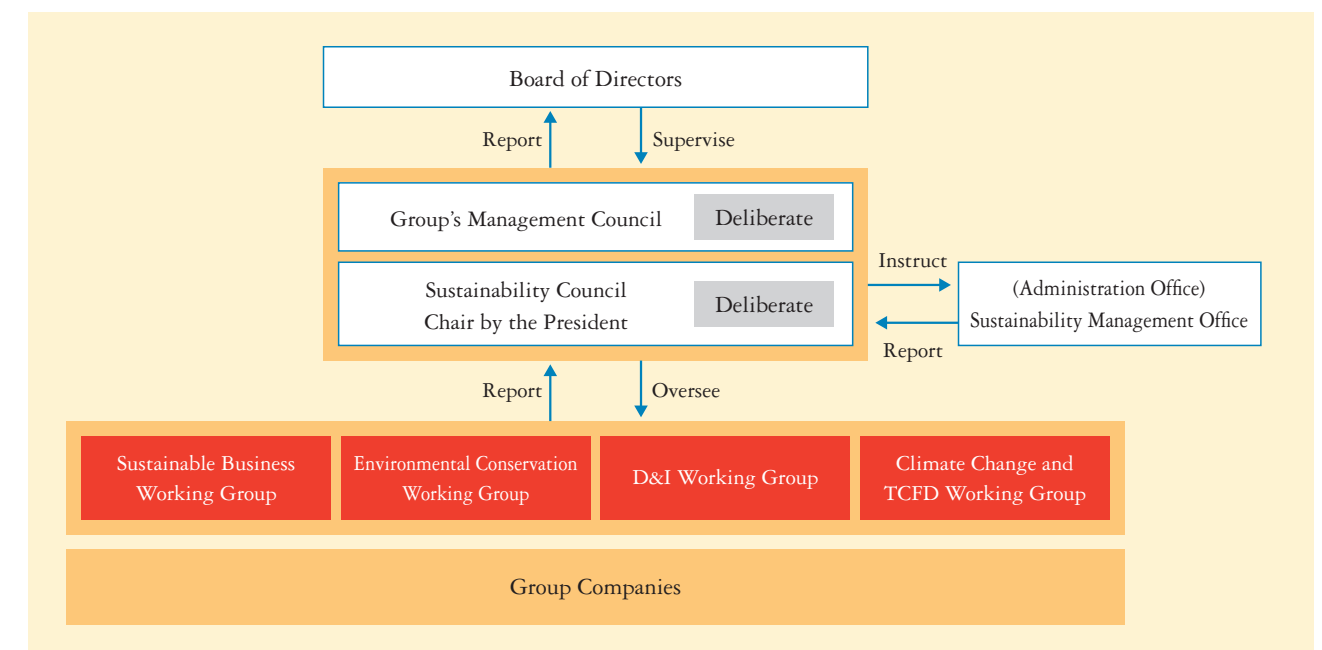 Board of Directors
Report
Supervise
Group's Management Council
Deliberate
Sustainability Council
Chair by the President
Deliberate
Instruct
(Administration Office)
Sustainability Management Office
Report
Report
Oversee
Sustainable Business
Working Group
Environmental Conservation
Working Group
D&I Working Group
Climate Change and
TCFD Working Group
Group Companies